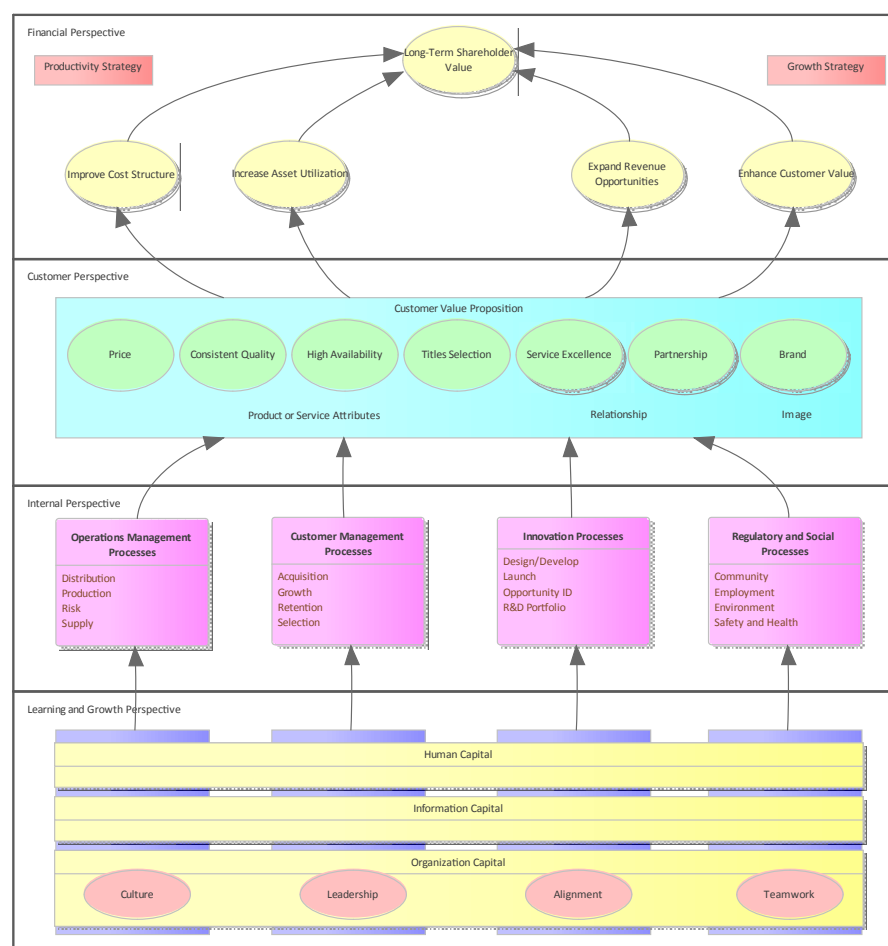 Financial Perspective
Productivity Strategy
Long-Term Shareholder
Value
Growth Strategy
Improve Cost Structure
Increase Asset Utilization
Expand Revenue
Opportunities
Enhance Customer Value
Customer Perspective
Customer Value Proposition
Price
Consistent Quality
High Availability
Titles Selection
Service Excellence
Partnership
Brand
Product or Service Attributes
Relationship
Image
Internal Perspective
Operations Management
Processes
Distribution
Production
Risk
Supply
Customer Management
Processes
Acquisition
Growth
Retention
Selection
Innovation Processes
Design/Develop
Launch
Opportunity ID
R&D Portfolio
Regulatory and Social
Processes
Community
Employment
Environment
Safety and Health
Learning and Growth Perspective
Human Capital
Information Capital
Organization Capital
Culture
Leadership
Alignment
Teamwork